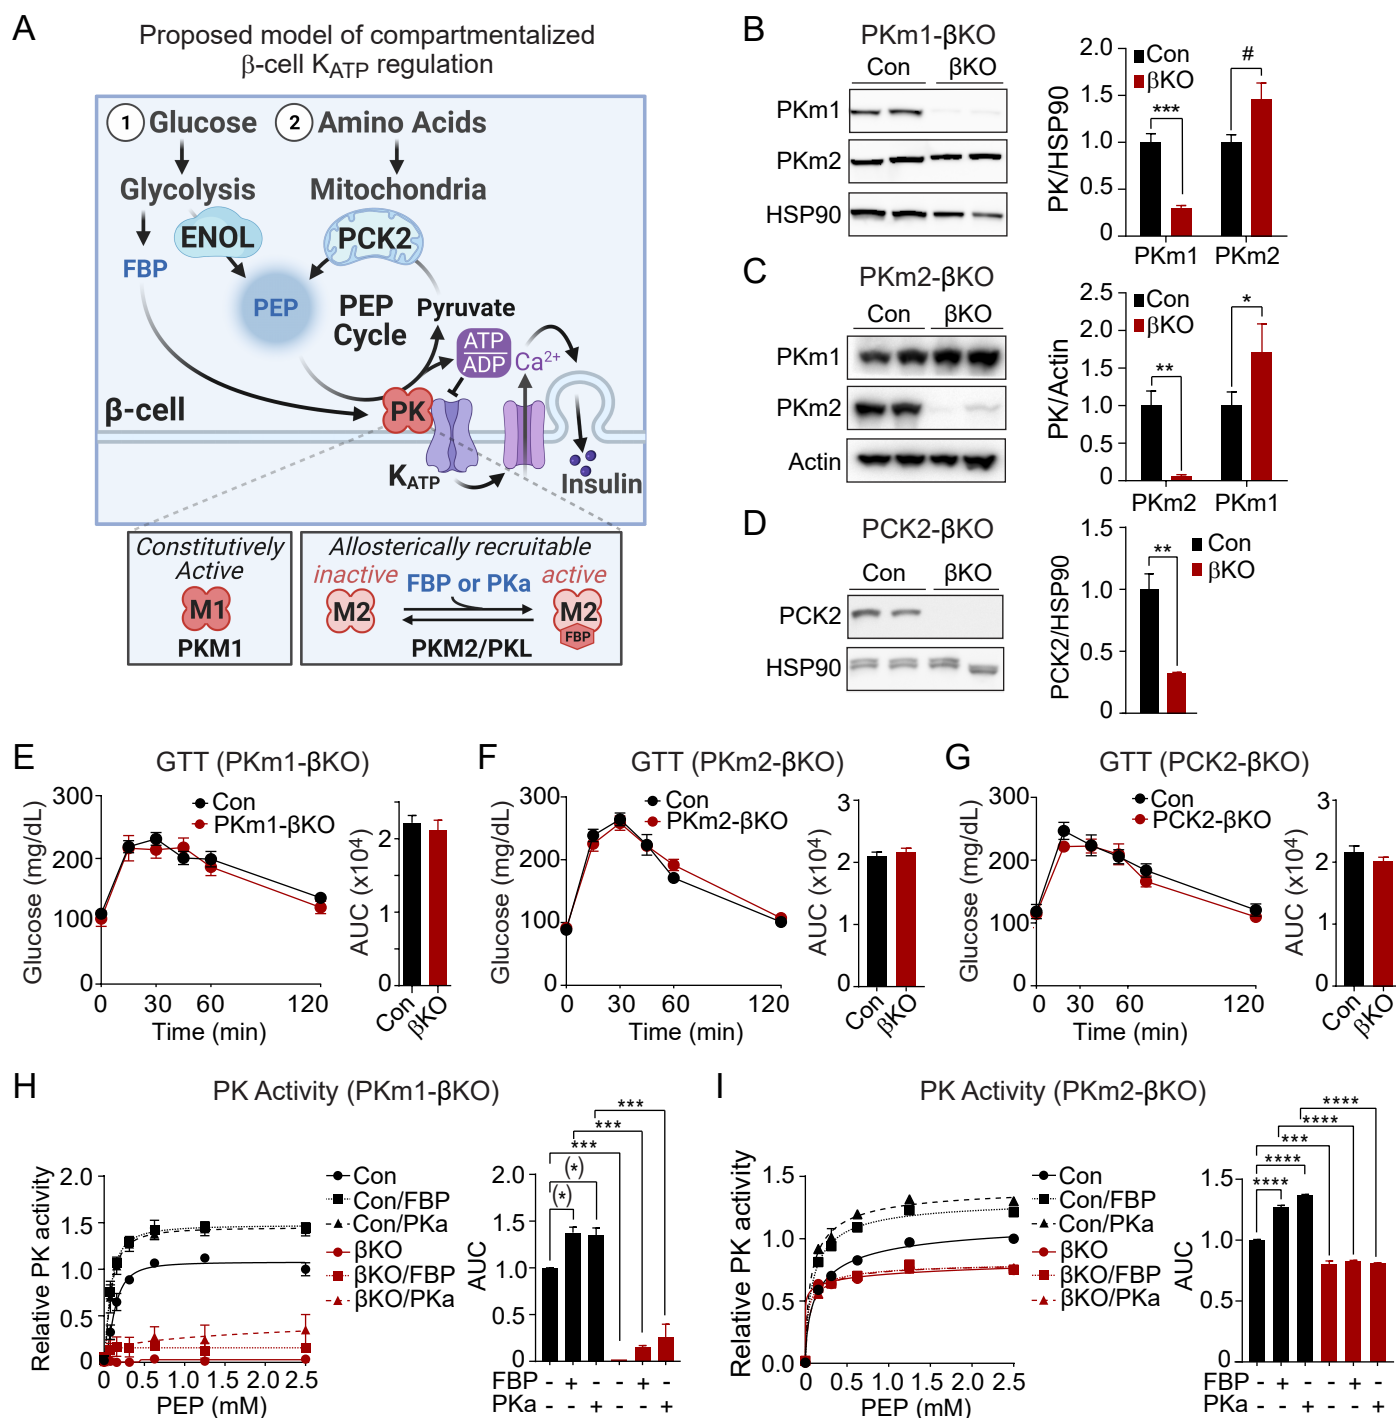 A
Proposed model of compartmentalized
β-cell KATP regulation
1 Glucose
2 Amino Acids
Glycolysis
Mitochondria
ENOL
PCK2
FBP
PEP
PEP
Cycle
Pyruvate
ATP
ADP
Ca2+
β-cell
PK
KATP
Insulin
Constitutively
Active
M1
PKM1
Allosterically recruitable
inactive
FBP or PKa
active
M2
M2
FBP
PKM2/PKL
B
PKm1-βKO
Con βKO
PKm1
PKm2
HSP90
PK/HSP90
2.0
1.5
1.0
0.5
0
Con
βKO
***
#
PKm1 PKm2
C
PKm2-βKO
Con βKO
PKm1
PKm2
Actin
PK/Actin
2.5
2.0
1.5
1.0
0.5
0
Con
βKO
**
*
PKm2 PKm1
D
PCK2-βKO
Con βKO
PCK2
HSP90
PCK2/HSP90
1.5
1.0
0.5
0
**
Con
βKO
E
GTT (PKm1-βKO)
Glucose (mg/dL)
300
200
100
0
Con
PKm1-βKO
0 30 60 120
Time (min)
AUC (x104)
2
1
0
Con βKO
F
GTT (PKm2-βKO)
Glucose (mg/dL)
300
200
100
0
Con
PKm2-βKO
0 30 60 120
Time (min)
AUC (x104)
3
2
1
0
Con βKO
G
GTT (PCK2-βKO)
Glucose (mg/dL)
300
200
100
0
Con
PCK2-βKO
0 30 60 120
Time (min)
AUC (x104)
3
2
1
0
Con βKO
H
PK Activity (PKm1-βKO)
Relative PK activity
2.0
1.5
1.0
0.5
0
0 0.5 1.0 1.5 2.0 2.5
PEP (mM)
Con
Con/FBP
Con/PKa
βKO
βKO/FBP
βKO/PKa
AUC
2.0
1.5
1.0
0.5
0
***
***
***
(*)
(*)
FBP - + - - + -
PKa - - + - - +
I
PK Activity (PKm2-βKO)
Relative PK activity
1.5
1.0
0.5
0.0
0 0.5 1.0 1.5 2.0 2.5
PEP (mM)
Con
Con/FBP
Con/PKa
βKO
βKO/FBP
βKO/PKa
AUC
1.5
1.0
0.5
0
****
****
***
****
****
FBP - + - - + -
PKa - - + - - +